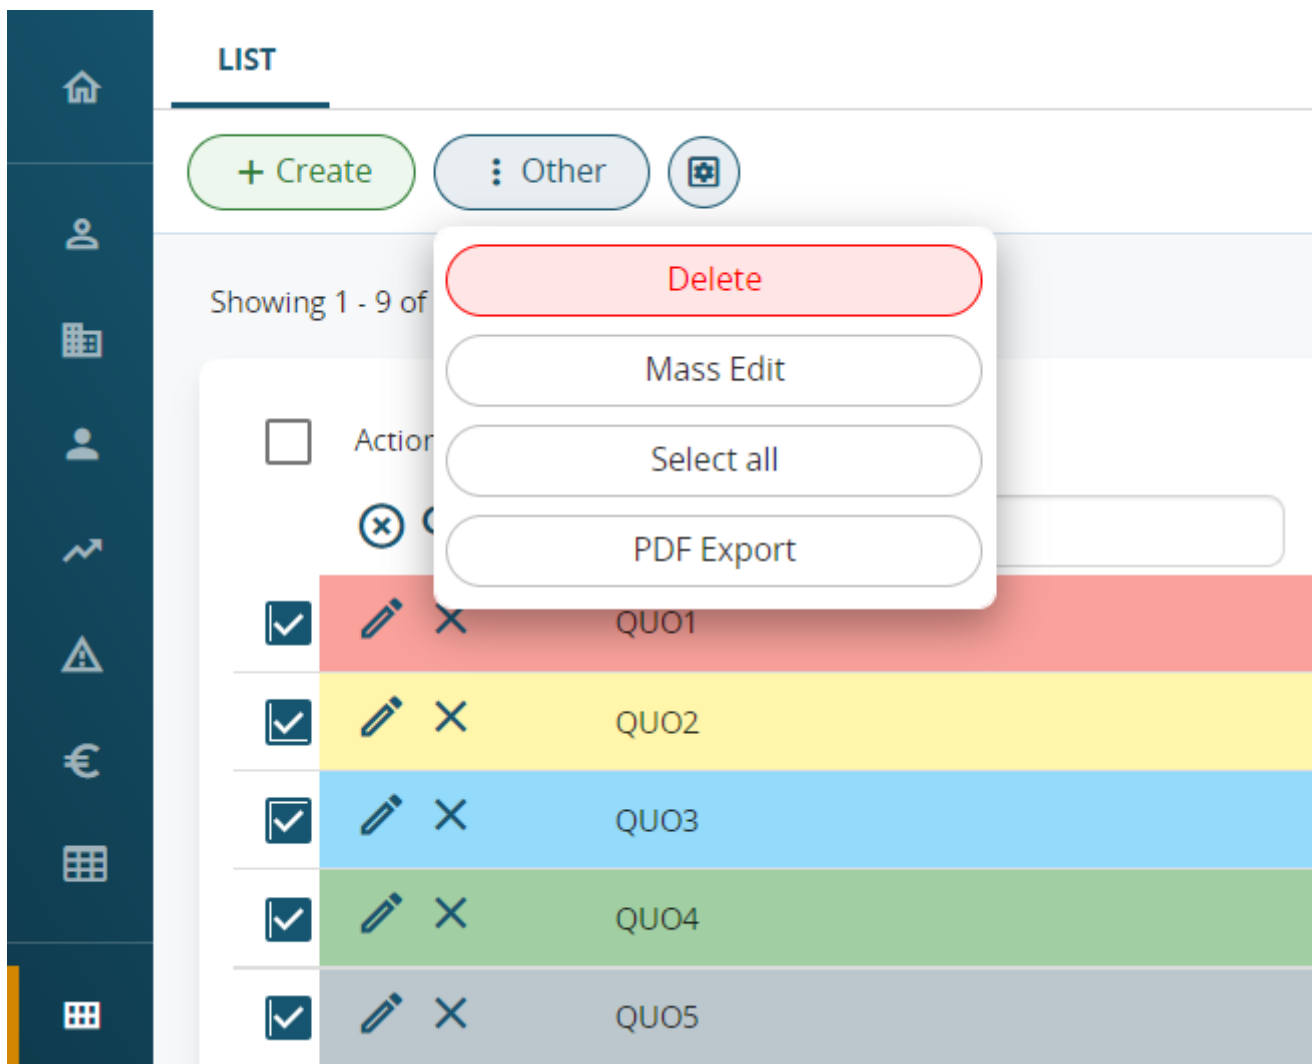 LIST
+ Create
Other
Delete
Showing 1 - 9 of
Mass Edit
Action
Select all
PDF Export
QUO1
QUO2
QUO3
QUO4
QUO5